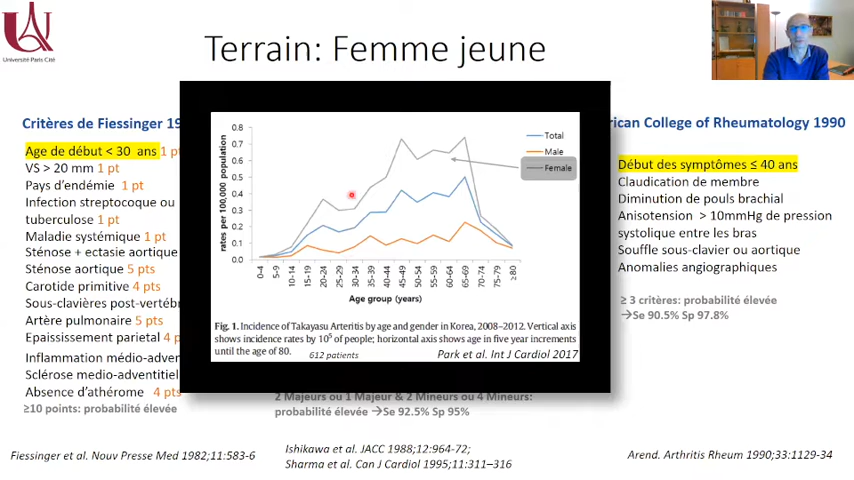 Université Paris Cité
Terrain: Femme jeune
Critères de Fiessinger 19
Age de début < 30 ans 1 pt
VS > 20 mm 1 pt
Pays d'endémie 1 pt
Infection streptocoque ou
tuberculose 1 pt
Maladie systémique 1 pt
Sténose + ectasie aortique
Sténose aortique 5 pts
Carotide primitive 4 pts
Sous-clavières post-vertébr
Artère pulmonaire 5 pts
Epaississement parietal 4
Inflammation médio-adven
Sclérose medio-adventitiel
Absence d'athérome 4 pts
≥10 points: probabilité élevée
rates per 100,000 population
0.8
0.7
0.6
0.5
0.4
0.3
0.2
0.1
0.0
Total
Male
Female
0-4
5-9
10-14
15-19
20-24
25-29
30-34
35-39
40-44
45-49
50-54
55-59
60-64
65-69
70-74
75-79
≥80
Age group (years)
Fig. 1. Incidence of Takayasu Arteritis by age and gender in Korea, 2008–2012. Vertical axis
shows incidence rates by 10⁵ of people; horizontal axis shows age in five year increments
until the age of 80.
612 patients
Park et al. Int J Cardiol 2017
2 Majeurs ou 1 Majeur & 2 Mineurs ou 4 Mineurs:
probabilité élevée →Se 92.5% Sp 95%
rican College of Rheumatology 1990
Début des symptômes ≤ 40 ans
Claudication de membre
Diminution de pouls brachial
Anisotension > 10mmHg de pression
systolique entre les bras
Souffle sous-clavier ou aortique
Anomalies angiographiques
≥ 3 critères: probabilité élevée
→Se 90.5% Sp 97.8%
Fiessinger et al. Nouv Presse Med 1982;11:583-6
Ishikawa et al. JACC 1988;12:964-72;
Sharma et al. Can J Cardiol 1995;11:311–316
Arend. Arthritis Rheum 1990;33:1129-34